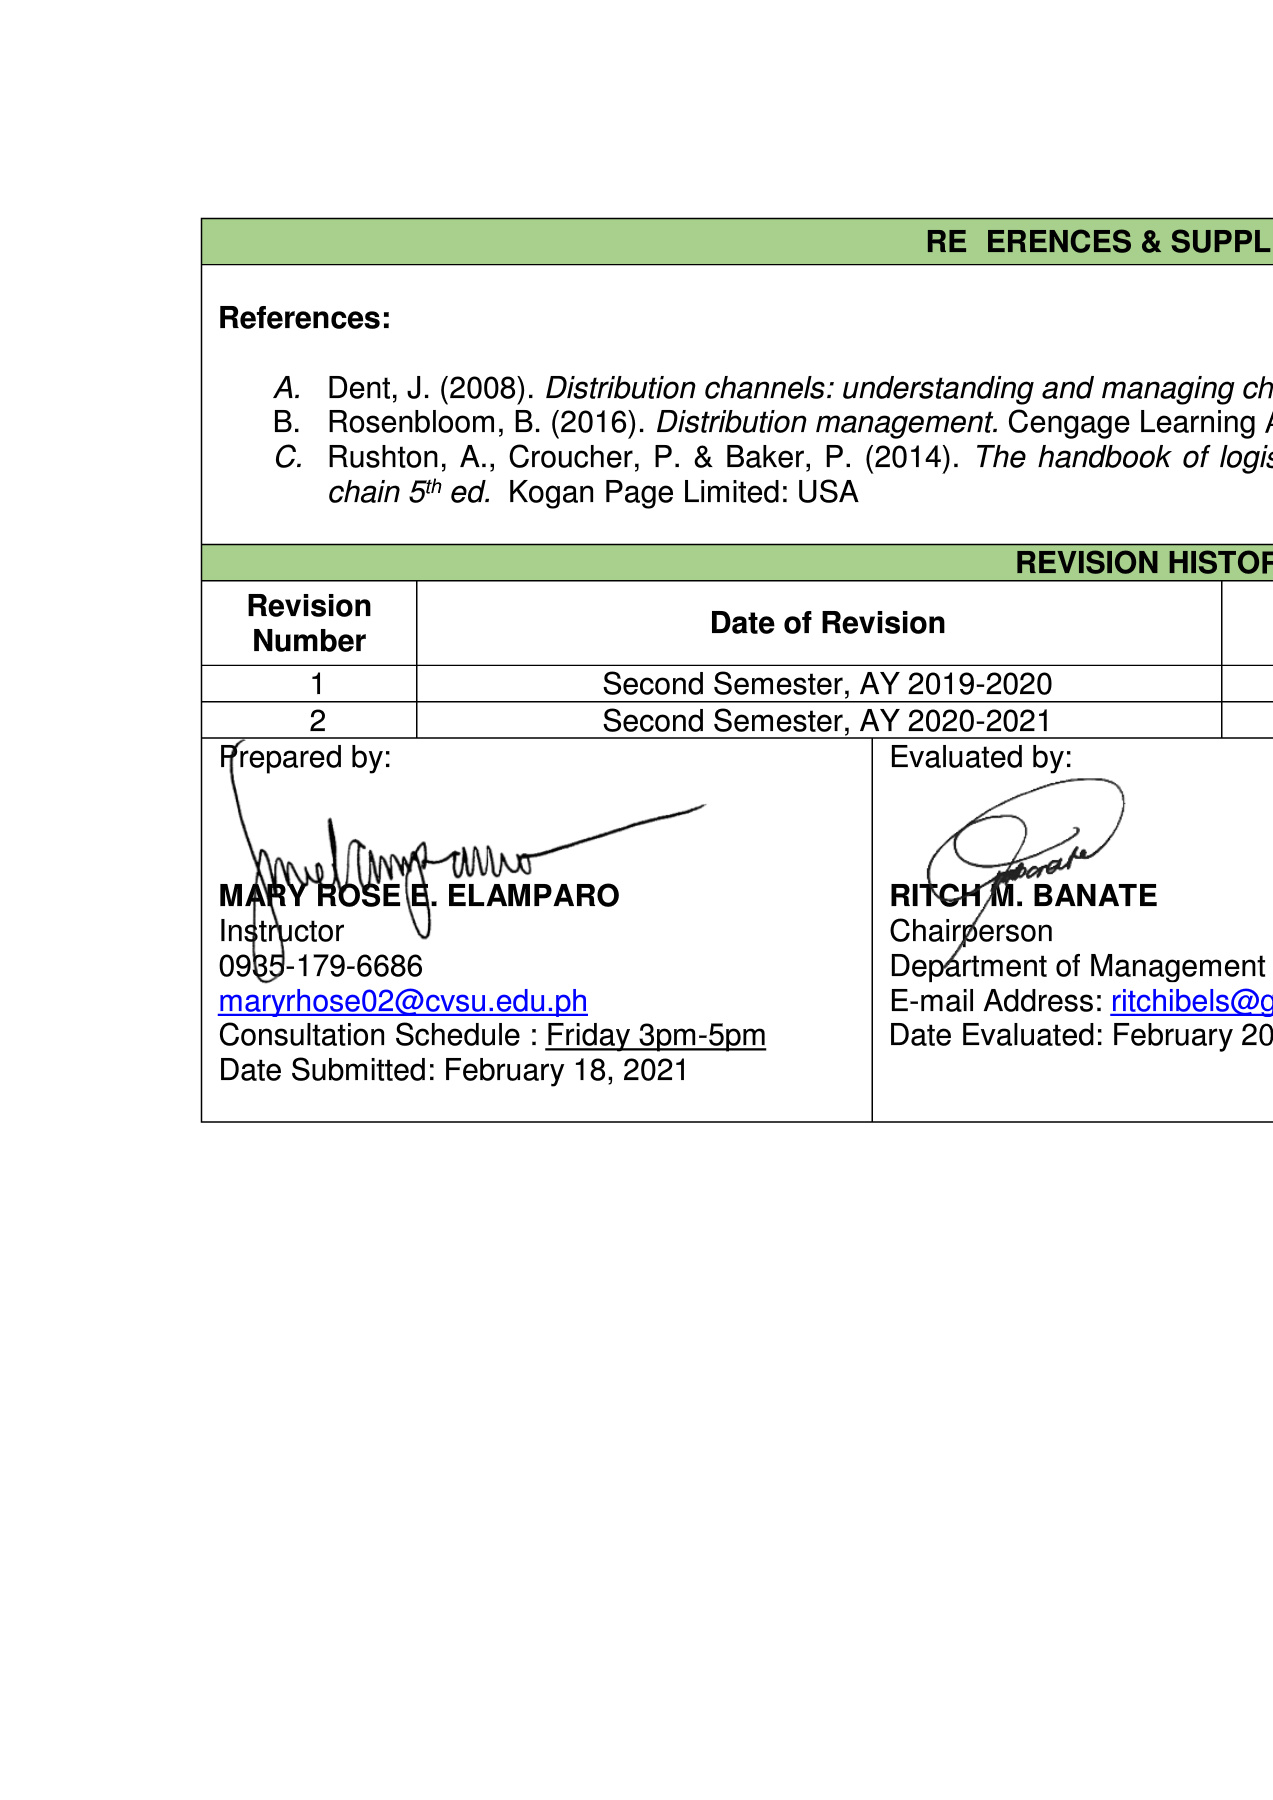 RE ERENCES & SUPPL
References:
A. Dent, J. (2008). Distribution channels: understanding and managing ch
B. Rosenbloom, B. (2016). Distribution management. Cengage Learning A
C. Rushton, A., Croucher, P. & Baker, P. (2014). The handbook of logis
chain 5th ed. Kogan Page Limited: USA
REVISION HISTOR
Revision
Number
Date of Revision
1 Second Semester, AY 2019-2020
2 Second Semester, AY 2020-2021
Prepared by:
MARY ROSE E. ELAMPARO
Instructor
0935-179-6686
maryrhose02@cvsu.edu.ph
Consultation Schedule : Friday 3pm-5pm
Date Submitted: February 18, 2021
Evaluated by:
RITCH M. BANATE
Chairperson
Department of Management
E-mail Address: ritchibels@g
Date Evaluated: February 20